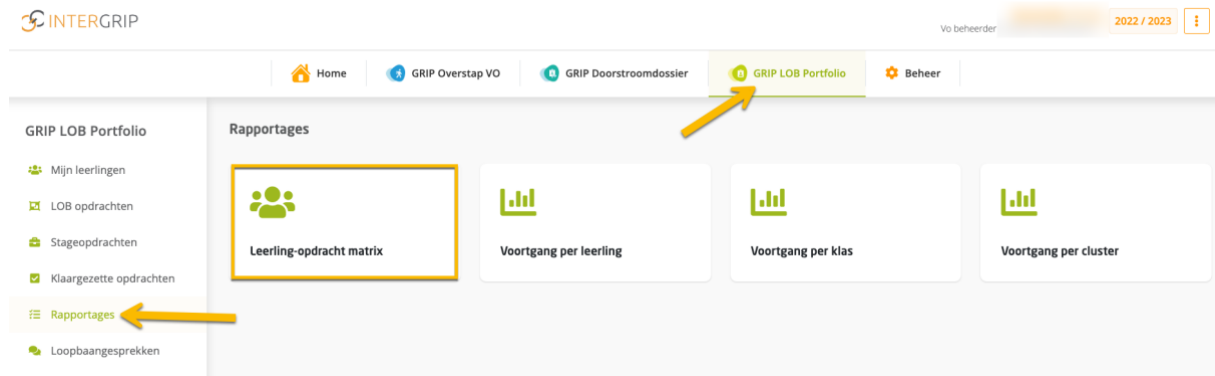 INTERGRIP
Vo beheerder
2022 / 2023
Home
GRIP Overstap VO
GRIP Doorstroomdossier
GRIP LOB Portfolio
Beheer
GRIP LOB Portfolio
Mijn leerlingen
LOB opdrachten
Stageopdrachten
Klaargezette opdrachten
Rapportages
Loopbaangesprekken
Rapportages
Leerling-opdracht matrix
Voortgang per leerling
Voortgang per klas
Voortgang per cluster